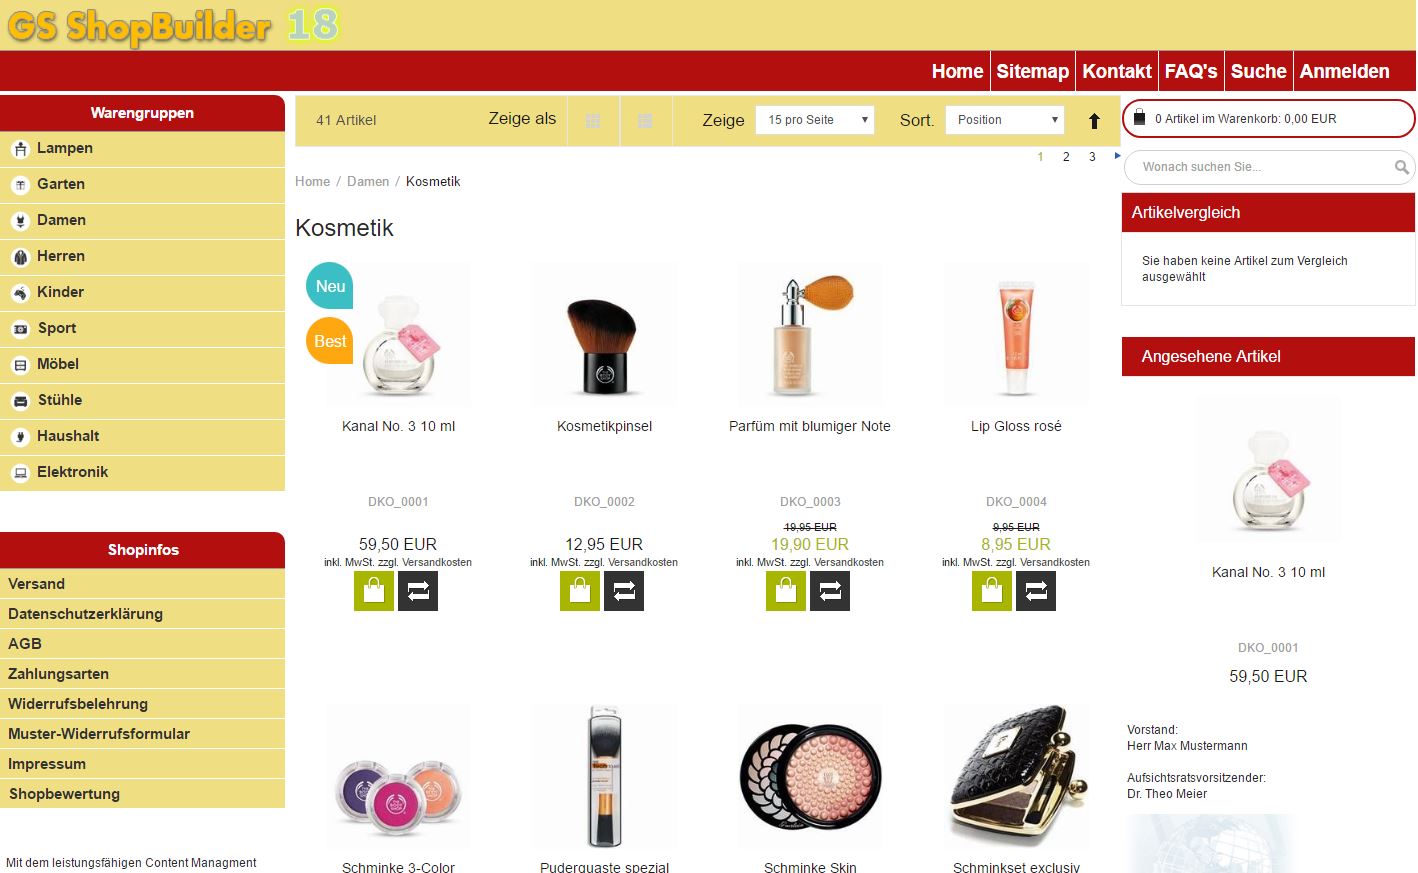 GS ShopBuilder 18
Home Sitemap Kontakt FAQ's Suche Anmelden
Warengruppen
Lampen
Garten
Damen
Herren
Kinder
Sport
Möbel
Stühle
Haushalt
Elektronik
Shopinfos
Versand
Datenschutzerklärung
AGB
Zahlungsarten
Widerrufsbelehrung
Muster-Widerrufsformular
Impressum
Shopbewertung
Mit dem leistungsfähigen Content Managment
41 Artikel Zeige als Zeige 15 pro Seite Sort. Position
1 2 3
Home / Damen / Kosmetik
Kosmetik
Neu
Best
Kanal No. 3 10 ml
DKO_0001
59,50 EUR
inkl. MwSt. zzgl. Versandkosten
Kosmetikpinsel
DKO_0002
12,95 EUR
inkl. MwSt. zzgl. Versandkosten
Parfüm mit blumiger Note
DKO_0003
19,95 EUR
19,90 EUR
inkl. MwSt. zzgl. Versandkosten
Lip Gloss rosé
DKO_0004
9,95 EUR
8,95 EUR
inkl. MwSt. zzgl. Versandkosten
Schminke 3-Color
Puderquaste spezial
Schminke Skin
Schminkset exclusiv
0 Artikel im Warenkorb: 0,00 EUR
Wonach suchen Sie...
Artikelvergleich
Sie haben keine Artikel zum Vergleich
ausgewählt
Angesehene Artikel
Kanal No. 3 10 ml
DKO_0001
59,50 EUR
Vorstand:
Herr Max Mustermann
Aufsichtsratsvorsitzender:
Dr. Theo Meier